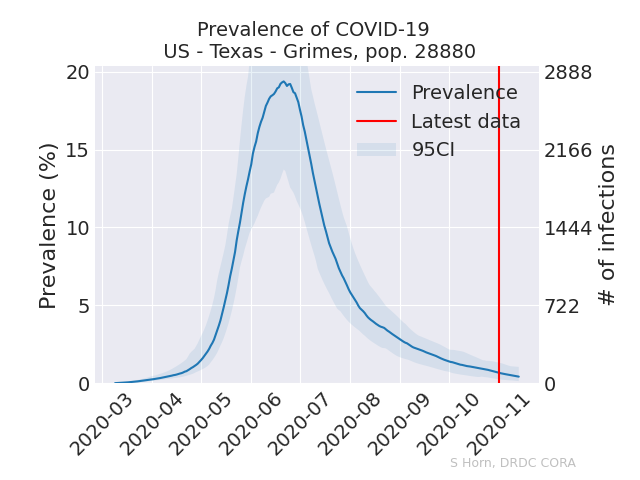 Prevalence of COVID-19
US - Texas - Grimes, pop. 28880
20
15
10
5
0
Prevalence (%)
2888
2166
1444
722
0
# of infections
Prevalence
Latest data
95CI
2020-03
2020-04
2020-05
2020-06
2020-07
2020-08
2020-09
2020-10
2020-11
S Horn, DRDC CORA